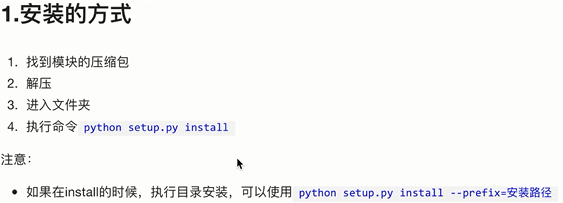 1.安装的方式
1. 找到模块的压缩包
2. 解压
3. 进入文件夹
4. 执行命令 python setup.py install
注意：
• 如果在install的时候，执行目录安装，可以使用 python setup.py install --prefix=安装路径